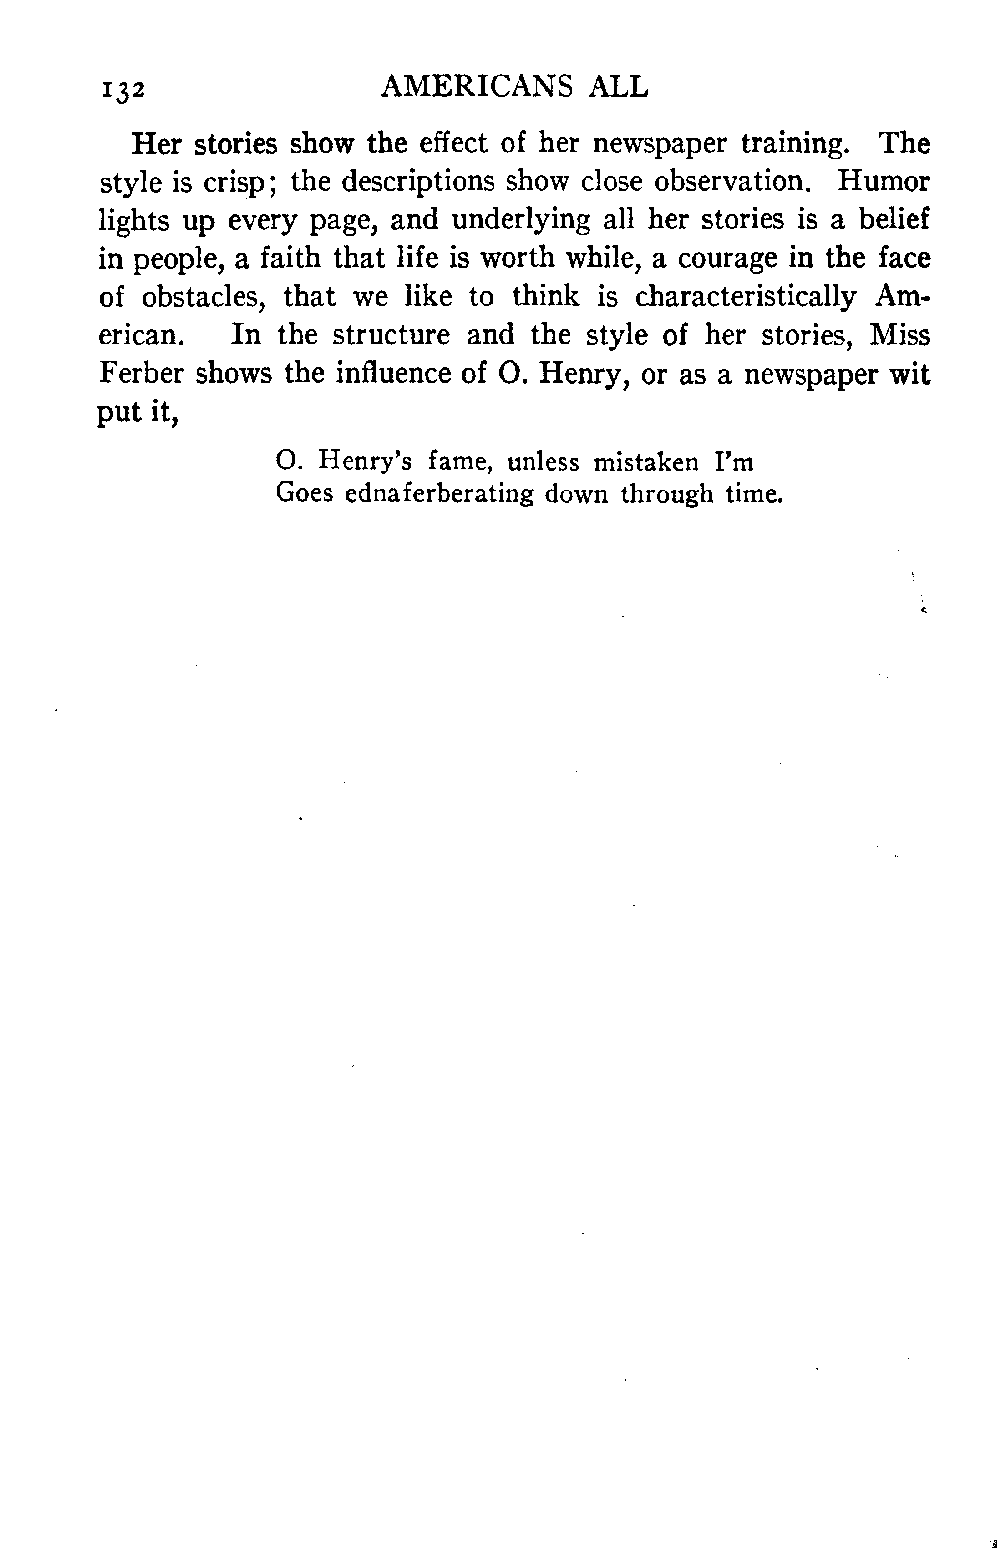 132 AMERICANS ALL
Her stories show the effect of her newspaper training. The
style is crisp; the descriptions show close observation. Humor
lights up every page, and underlying all her stories is a belief
in people, a faith that life is worth while, a courage in the face
of obstacles, that we like to think is characteristically Am-
erican. In the structure and the style of her stories, Miss
Ferber shows the influence of O. Henry, or as a newspaper wit
put it,
O. Henry's fame, unless mistaken I'm
Goes ednaferberating down through time.